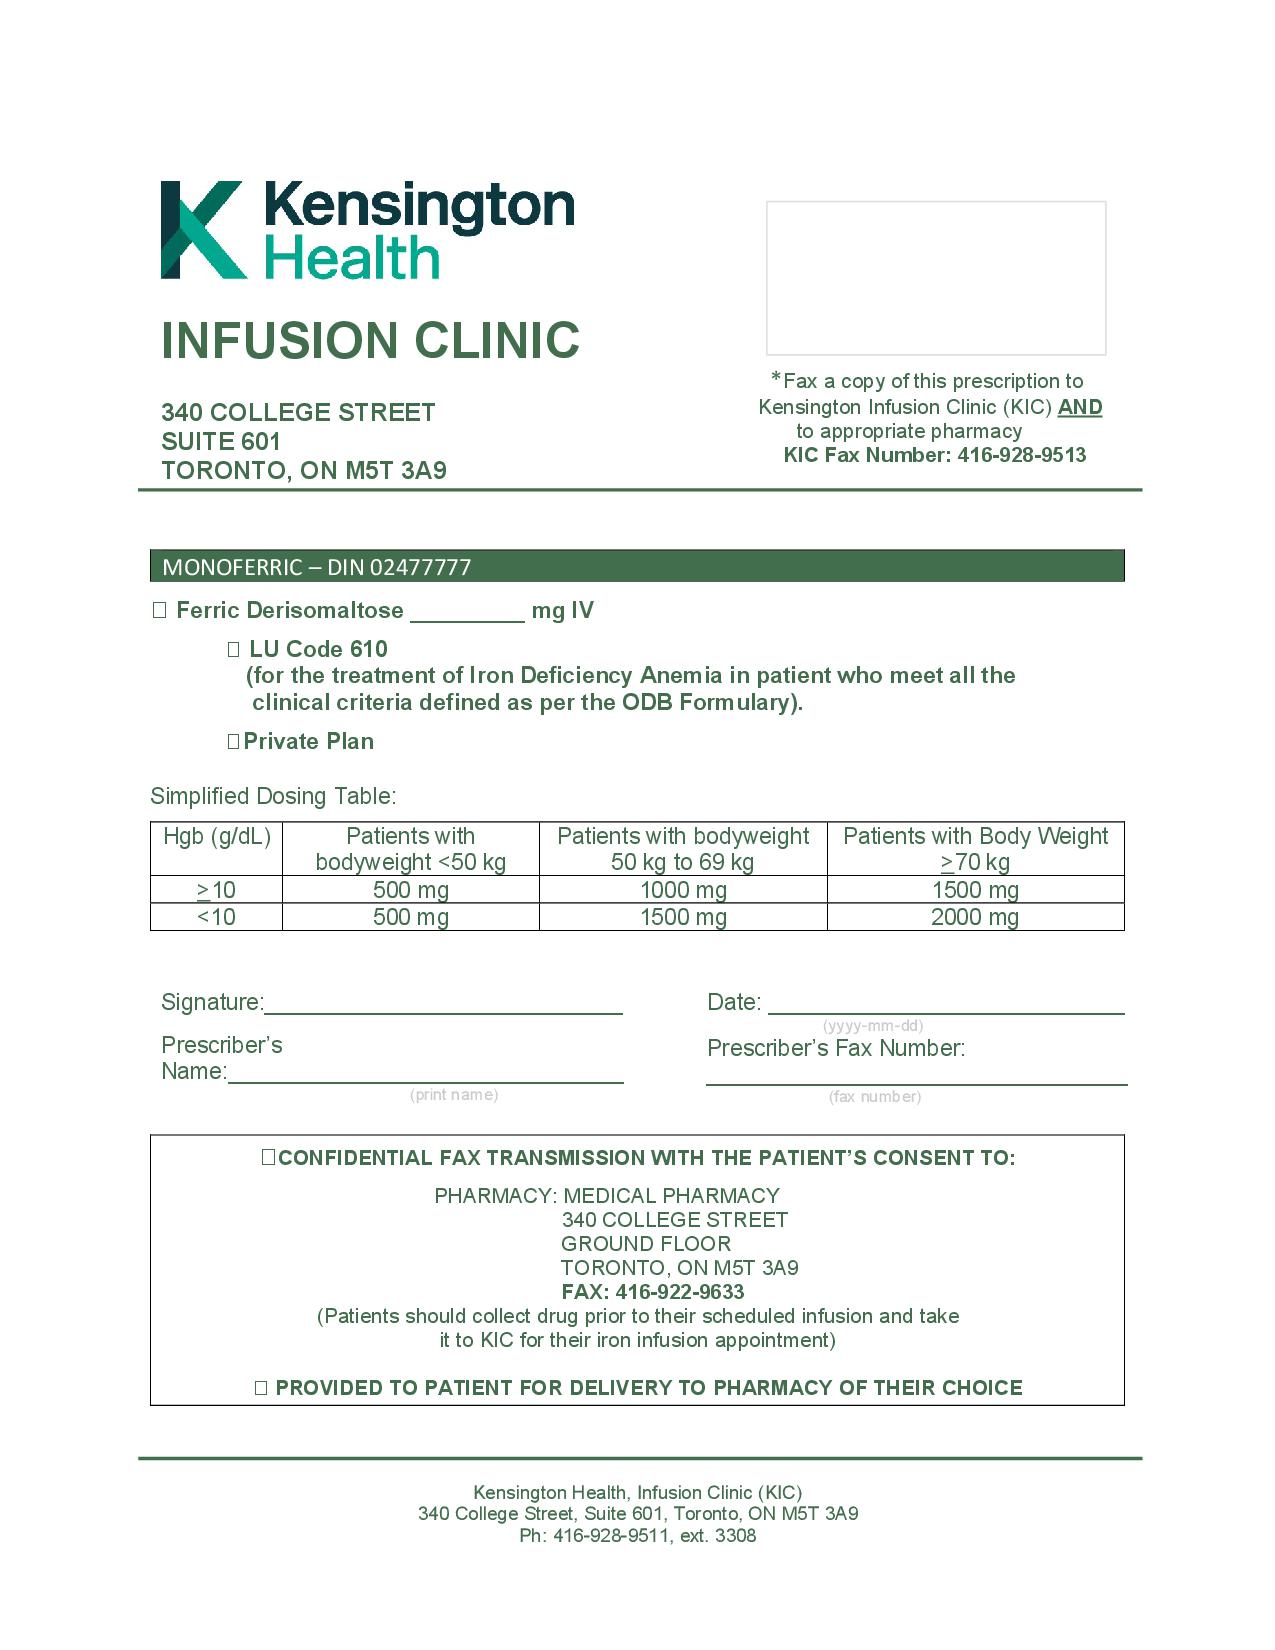 Kensington
Health
INFUSION CLINIC
340 COLLEGE STREET
SUITE 601
TORONTO, ON M5T 3A9
*Fax a copy of this prescription to
Kensington Infusion Clinic (KIC) AND
to appropriate pharmacy
KIC Fax Number: 416-928-9513
MONOFERRIC – DIN 02477777
☐ Ferric Derisomaltose _________ mg IV
☐ LU Code 610
(for the treatment of Iron Deficiency Anemia in patient who meet all the
clinical criteria defined as per the ODB Formulary).
☐Private Plan
Simplified Dosing Table:
Hgb (g/dL) Patients with bodyweight <50 kg Patients with bodyweight 50 kg to 69 kg Patients with Body Weight ≥70 kg
≥10 500 mg 1000 mg 1500 mg
<10 500 mg 1500 mg 2000 mg
Signature:
Date:
(yyyy-mm-dd)
Prescriber's
Name:
(print name)
Prescriber's Fax Number:
(fax number)
☐CONFIDENTIAL FAX TRANSMISSION WITH THE PATIENT'S CONSENT TO:
PHARMACY: MEDICAL PHARMACY
340 COLLEGE STREET
GROUND FLOOR
TORONTO, ON M5T 3A9
FAX: 416-922-9633
(Patients should collect drug prior to their scheduled infusion and take
it to KIC for their iron infusion appointment)
☐ PROVIDED TO PATIENT FOR DELIVERY TO PHARMACY OF THEIR CHOICE
Kensington Health, Infusion Clinic (KIC)
340 College Street, Suite 601, Toronto, ON M5T 3A9
Ph: 416-928-9511, ext. 3308